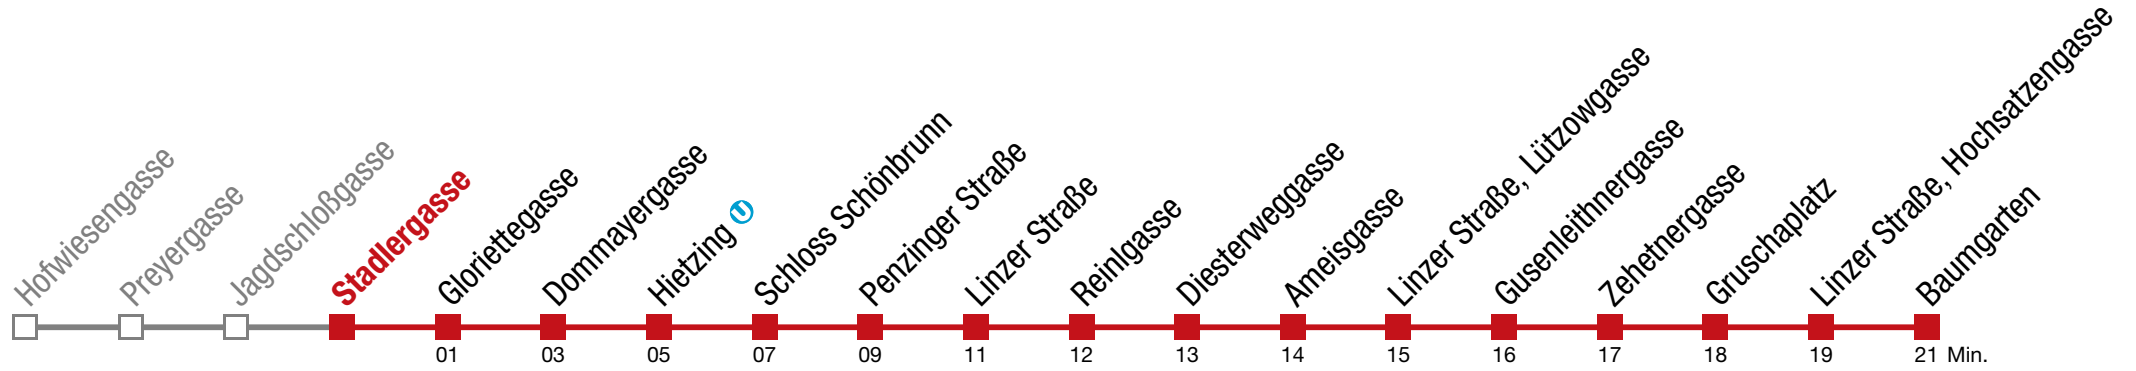 Hofwiesengasse
Preyergasse
Jagdschloßgasse
Stadlergasse
Gloriettegasse
Dommayergasse
Hietzing U
Schloss Schönbrunn
Penzinger Straße
Linzer Straße
Reinlgasse
Diesterweggasse
Ameisgasse
Linzer Straße, Lützowgasse
Gusenleithnergasse
Zehetnergasse
Gruschaplatz
Linzer Straße, Hochsatzengasse
Baumgarten
01 03 05 07 09 11 12 13 14 15 16 17 18 19 21 Min.